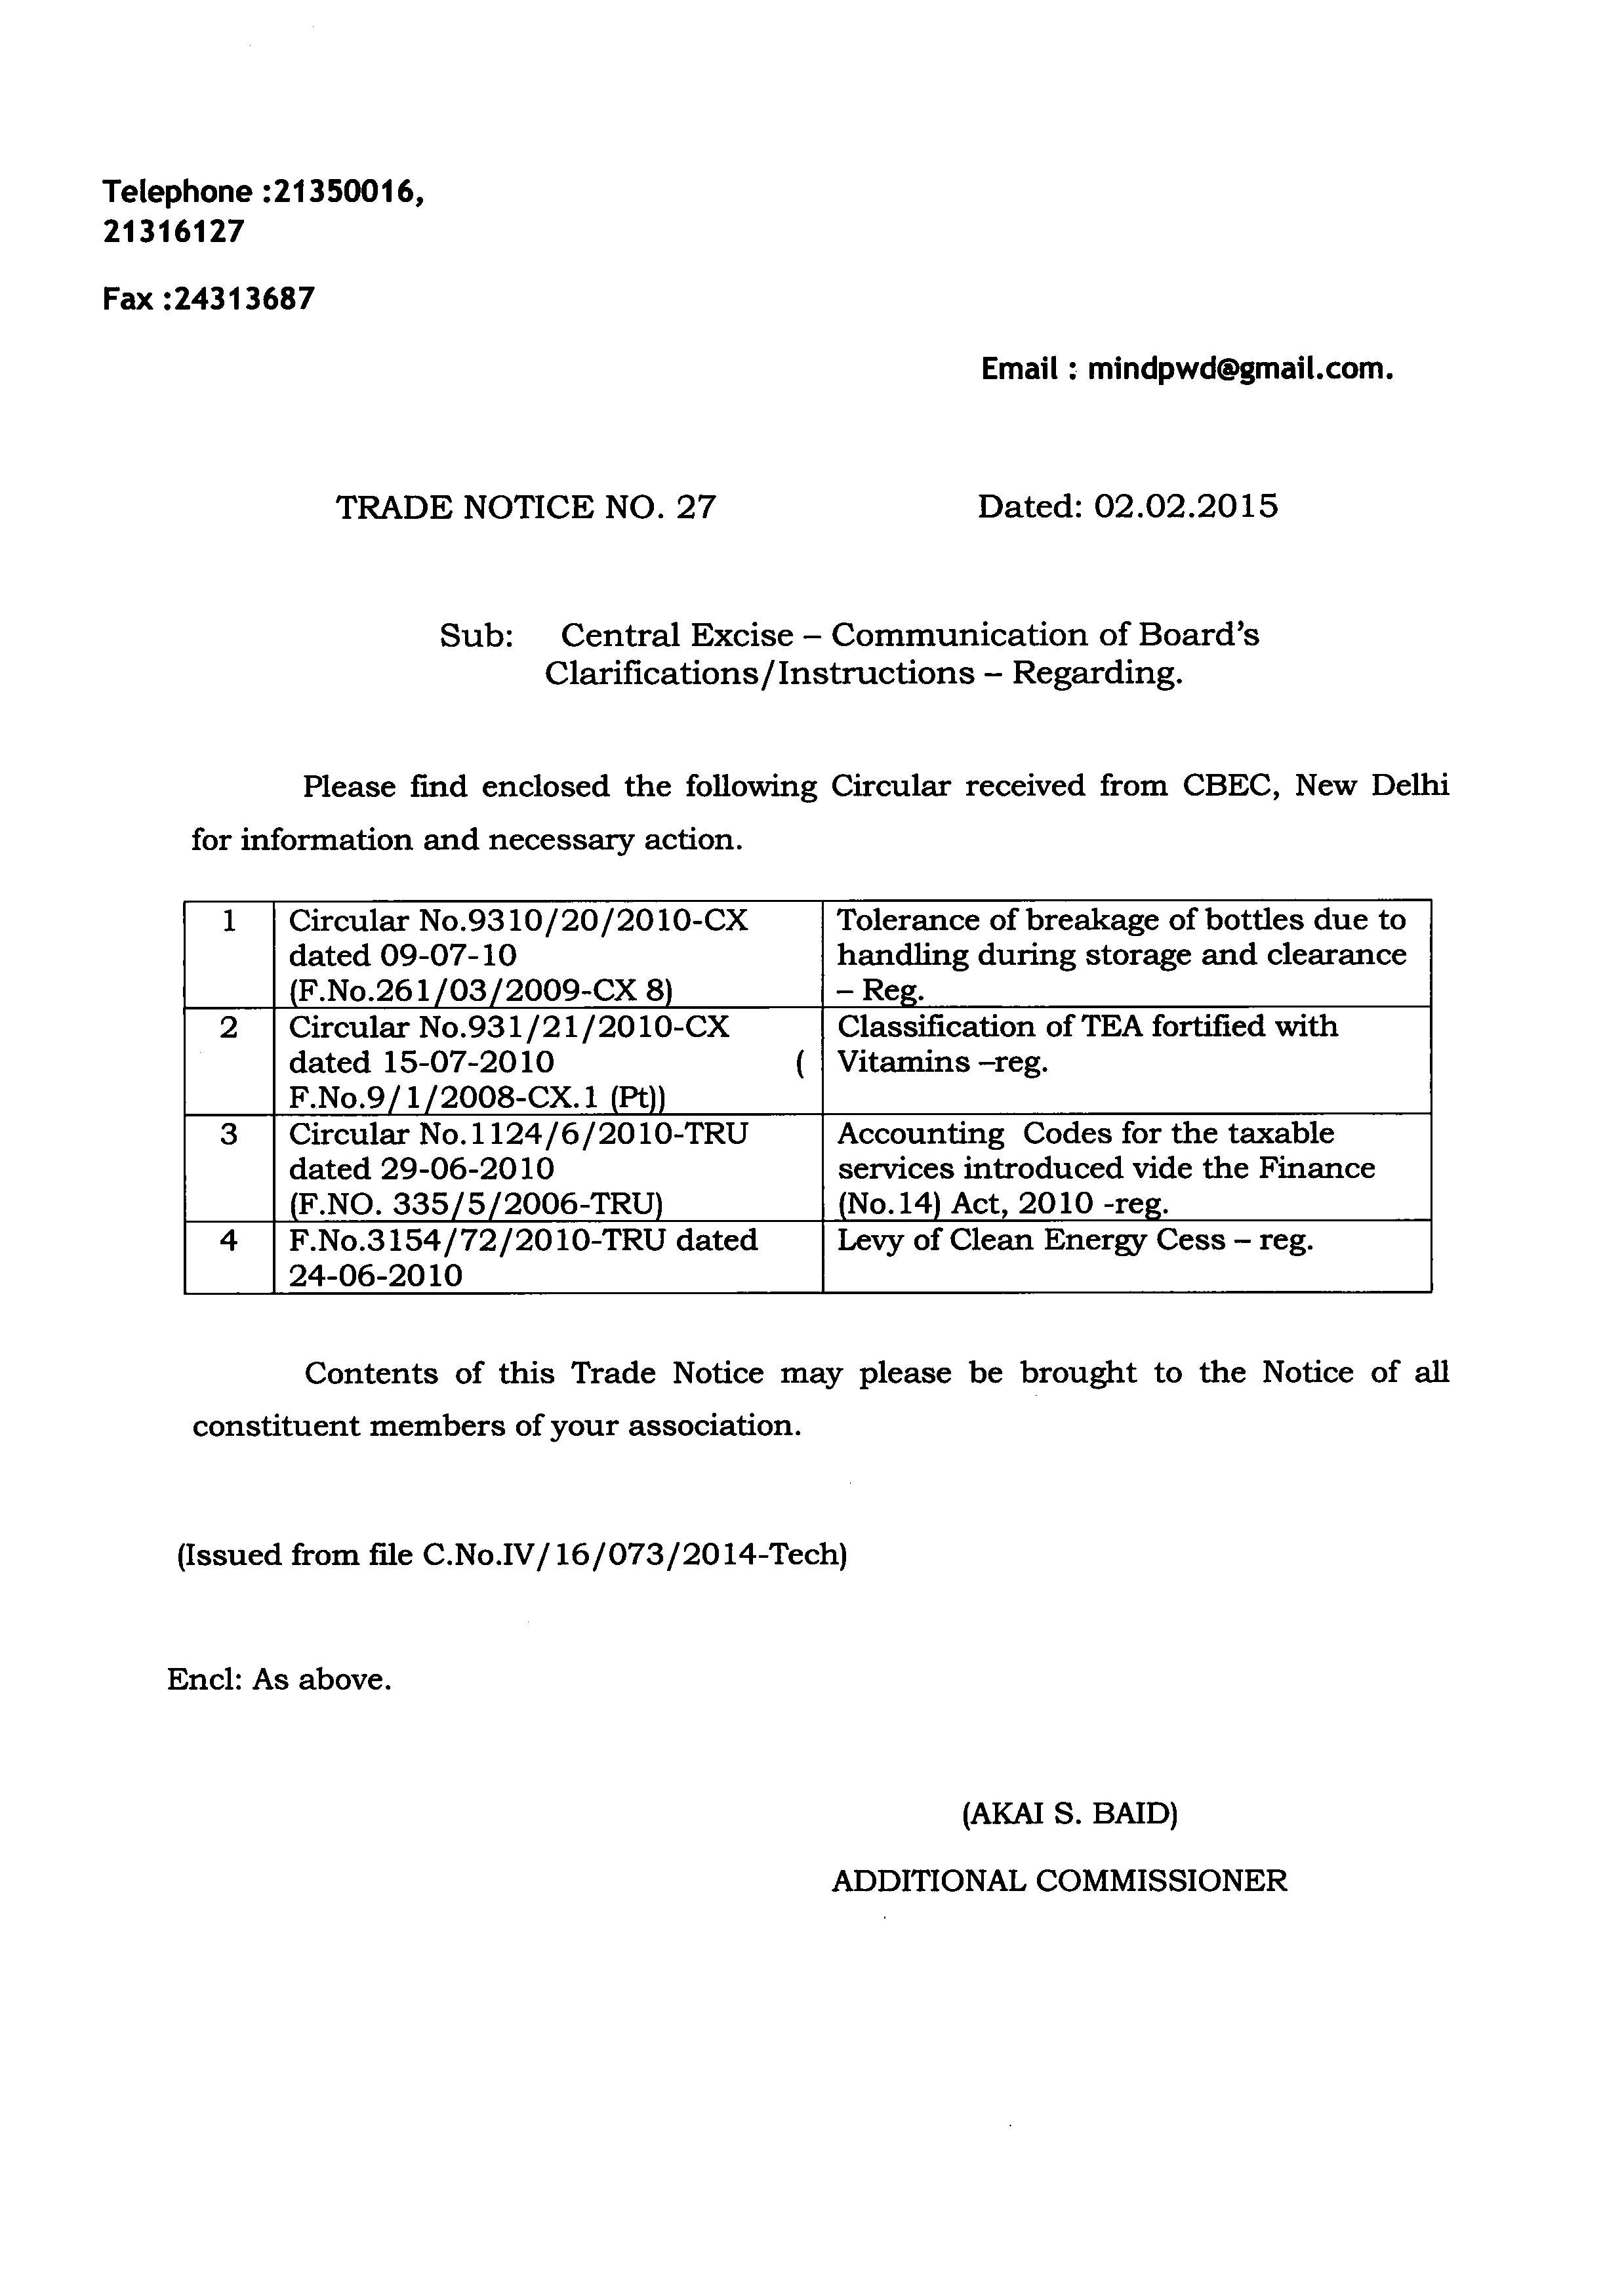 Telephone :21350016,
21316127
Fax :24313687
Email : mindpwd@gmail.com.
TRADE NOTICE NO. 27 Dated: 02.02.2015
Sub: Central Excise – Communication of Board's
Clarifications/Instructions – Regarding.
Please find enclosed the following Circular received from CBEC, New Delhi
for information and necessary action.
1 Circular No.9310/20/2010-CX Tolerance of breakage of bottles due to
dated 09-07-10 handling during storage and clearance
(F.No.261/03/2009-CX 8) – Reg.
2 Circular No.931/21/2010-CX Classification of TEA fortified with
dated 15-07-2010 ( Vitamins –reg.
F.No.9/1/2008-CX.1 (Pt))
3 Circular No.1124/6/2010-TRU Accounting Codes for the taxable
dated 29-06-2010 services introduced vide the Finance
(F.NO. 335/5/2006-TRU) (No.14) Act, 2010 -reg.
4 F.No.3154/72/2010-TRU dated Levy of Clean Energy Cess – reg.
24-06-2010
Contents of this Trade Notice may please be brought to the Notice of all
constituent members of your association.
(Issued from file C.No.IV/16/073/2014-Tech)
Encl: As above.
(AKAI S. BAID)
ADDITIONAL COMMISSIONER